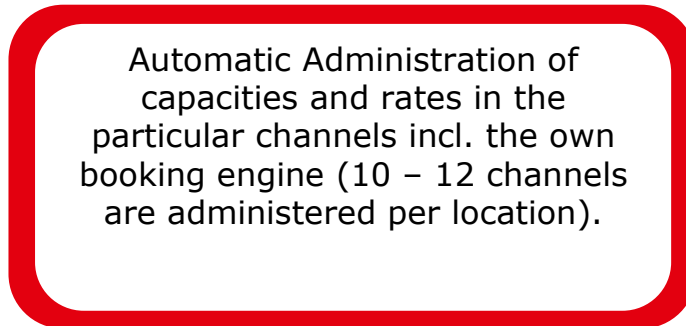 Automatic Administration of
capacities and rates in the
particular channels incl. the own
booking engine (10 – 12 channels
are administered per location).